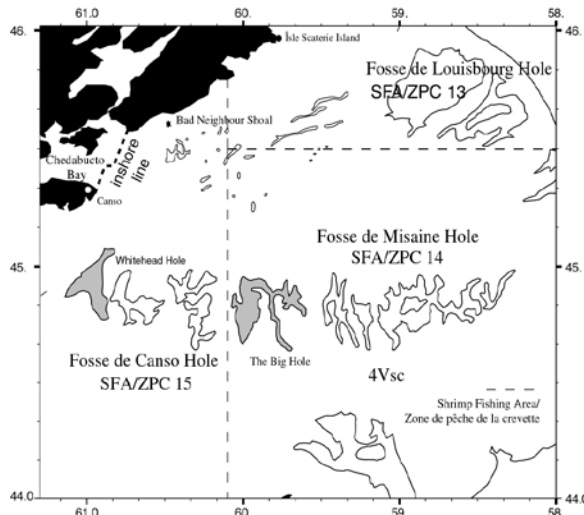 61.0 60. 59. 58.
46. 46.
Isle Scaterie Island
Fosse de Louisbourg Hole
SFA/ZPC 13
Bad Neighbour Shoal
Chedabucto
Bay
inshore
line
Canso
Fosse de Misaine Hole
SFA/ZPC 14
Whitehead Hole
45. 45.
Fosse de Canso Hole
SFA/ZPC 15
The Big Hole
4Vsc
Shrimp Fishing Area/
Zone de pêche de la crevette
44.0 44.
61.0 60. 59. 58.